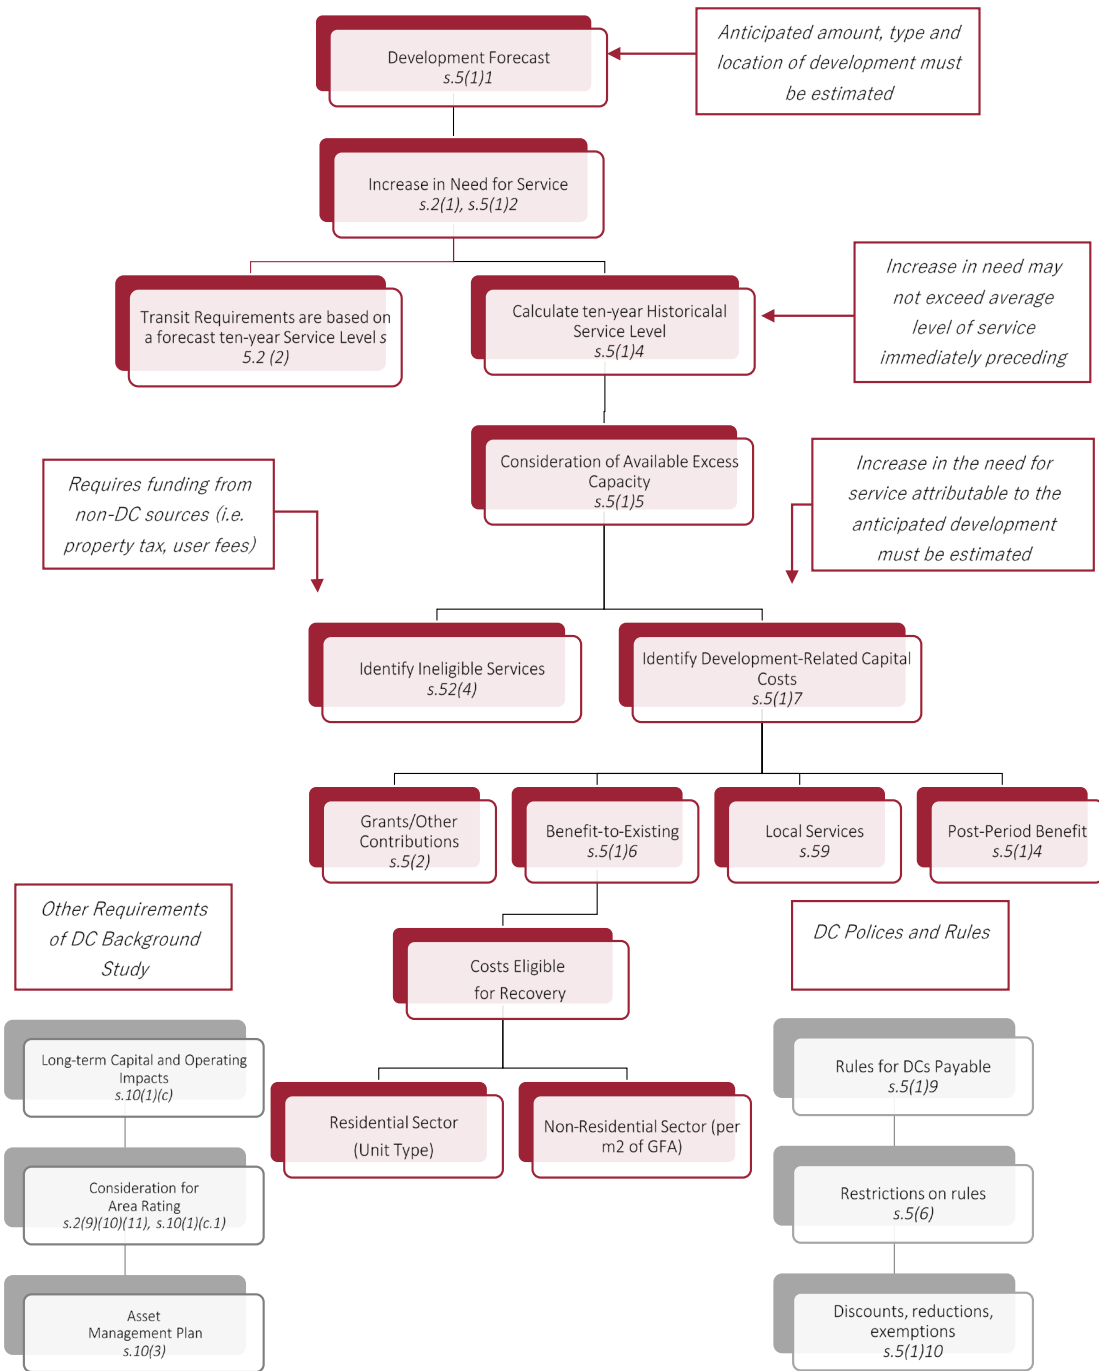 Development Forecast
s.5(1)1
Anticipated amount, type and
location of development must
be estimated
Increase in Need for Service
s.2(1), s.5(1)2
Transit Requirements are based on
a forecast ten-year Service Level s
5.2 (2)
Calculate ten-year Historicalal
Service Level
s.5(1)4
Increase in need may
not exceed average
level of service
immediately preceding
Consideration of Available Excess
Capacity
s.5(1)5
Requires funding from
non-DC sources (i.e.
property tax, user fees)
Increase in the need for
service attributable to the
anticipated development
must be estimated
Identify Ineligible Services
s.52(4)
Identify Development-Related Capital
Costs
s.5(1)7
Grants/Other
Contributions
s.5(2)
Benefit-to-Existing
s.5(1)6
Local Services
s.59
Post-Period Benefit
s.5(1)4
Other Requirements
of DC Background
Study
DC Polices and Rules
Costs Eligible
for Recovery
Long-term Capital and Operating
Impacts
s.10(1)(c)
Rules for DCs Payable
s.5(1)9
Residential Sector
(Unit Type)
Non-Residential Sector (per
m2 of GFA)
Consideration for
Area Rating
s.2(9)(10)(11), s.10(1)(c.1)
Restrictions on rules
s.5(6)
Asset
Management Plan
s.10(3)
Discounts, reductions,
exemptions
s.5(1)10